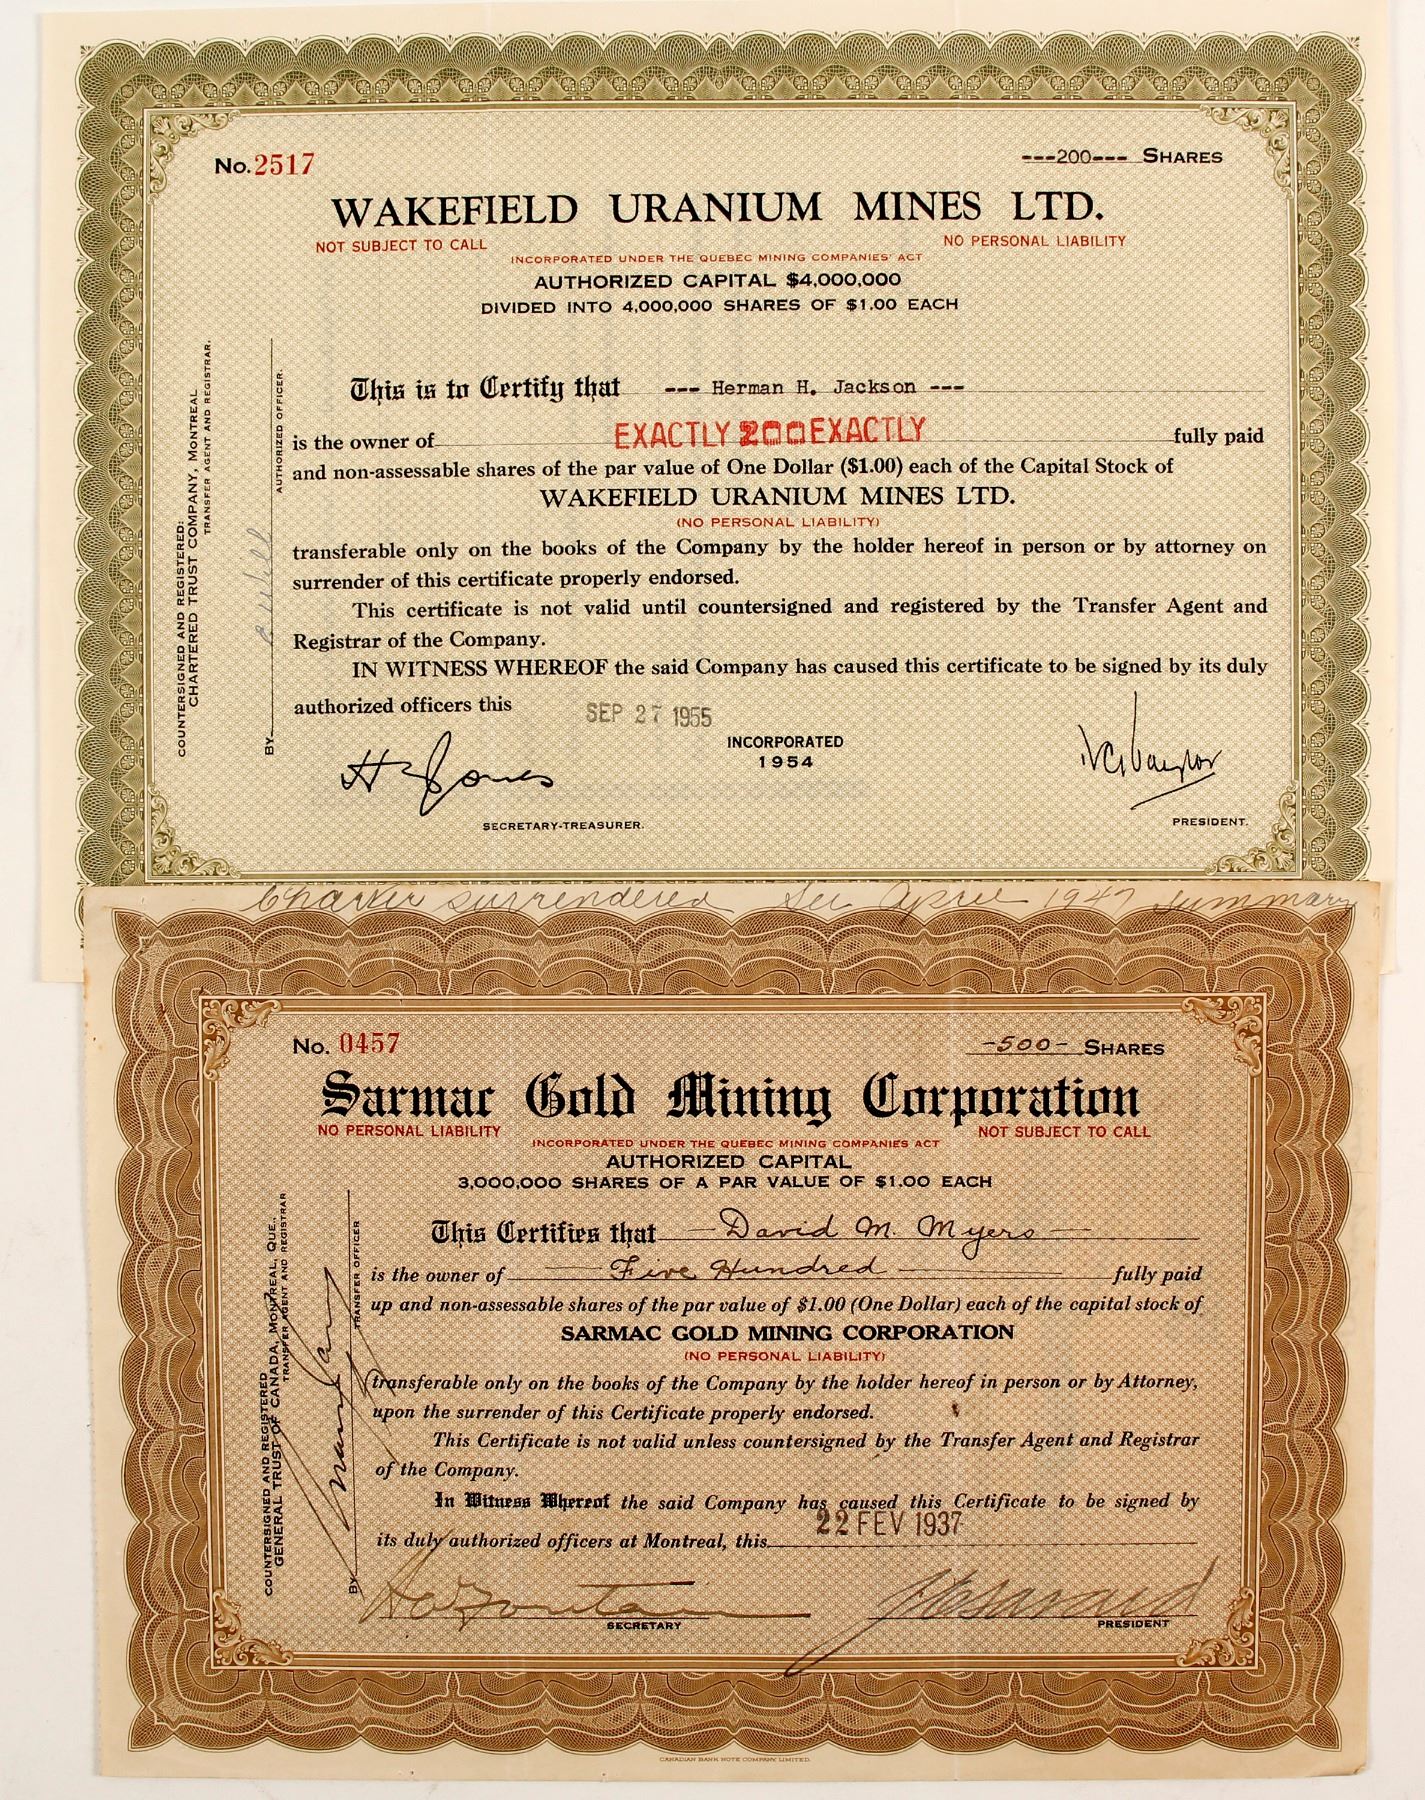 No. 2517 ---200--- SHARES
WAKEFIELD URANIUM MINES LTD.
NOT SUBJECT TO CALL NO PERSONAL LIABILITY
INCORPORATED UNDER THE QUEBEC MINING COMPANIES' ACT
AUTHORIZED CAPITAL $4,000,000
DIVIDED INTO 4,000,000 SHARES OF $1.00 EACH
This is to Certify that --- Herman H. Jackson ---
is the owner of EXACTLY 200 EXACTLY fully paid
and non-assessable shares of the par value of One Dollar ($1.00) each of the Capital Stock of
WAKEFIELD URANIUM MINES LTD.
(NO PERSONAL LIABILITY)
transferable only on the books of the Company by the holder hereof in person or by attorney on
surrender of this certificate properly endorsed.
This certificate is not valid until countersigned and registered by the Transfer Agent and
Registrar of the Company.
IN WITNESS WHEREOF the said Company has caused this certificate to be signed by its duly
authorized officers this SEP 27 1955
INCORPORATED
1954
H Jones
SECRETARY-TREASURER. PRESIDENT.
COUNTERSIGNED AND REGISTERED:
CHARTERED TRUST COMPANY, MONTREAL
TRANSFER AGENT AND REGISTRAR.
BY
AUTHORIZED OFFICER.
Charter surrendered See April 1947 summary
No. 0457 -500- SHARES
Sarmac Gold Mining Corporation
NO PERSONAL LIABILITY NOT SUBJECT TO CALL
INCORPORATED UNDER THE QUEBEC MINING COMPANIES ACT
AUTHORIZED CAPITAL
3,000,000 SHARES OF A PAR VALUE OF $1.00 EACH
This Certifies that David M. Myers
is the owner of Five Hundred fully paid
up and non-assessable shares of the par value of $1.00 (One Dollar) each of the capital stock of
SARMAC GOLD MINING CORPORATION
(NO PERSONAL LIABILITY)
transferable only on the books of the Company by the holder hereof in person or by Attorney,
upon the surrender of this Certificate properly endorsed.
This Certificate is not valid unless countersigned by the Transfer Agent and Registrar
of the Company.
In Witness Whereof the said Company has caused this Certificate to be signed by
its duly authorized officers at Montreal, this 22 FEV 1937
SECRETARY PRESIDENT
COUNTERSIGNED AND REGISTERED
GENERAL TRUST OF CANADA, MONTREAL, QUE.,
TRANSFER AGENT AND REGISTRAR
BY
TRANSFER OFFICER
CANADIAN BANK NOTE COMPANY, LIMITED.